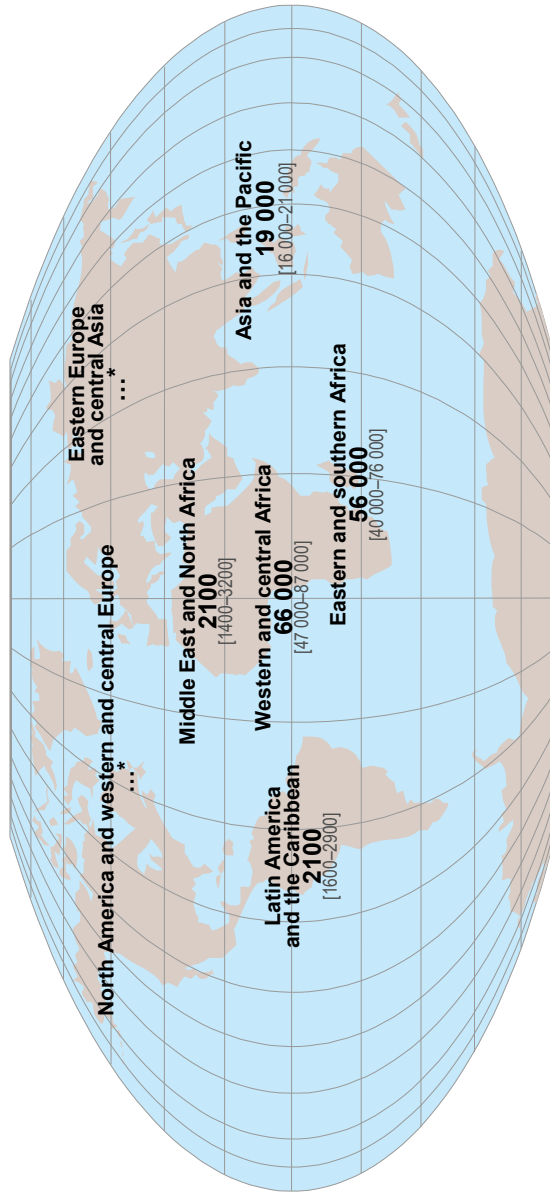 North America and western and central Europe
...*
Eastern Europe
and central Asia
...*
Middle East and North Africa
2100
[1400–3200]
Western and central Africa
66 000
[47 000–87 000]
Asia and the Pacific
19 000
[16 000–21 000]
Latin America
and the Caribbean
2100
[1600–2900]
Eastern and southern Africa
56 000
[40 000–76 000]